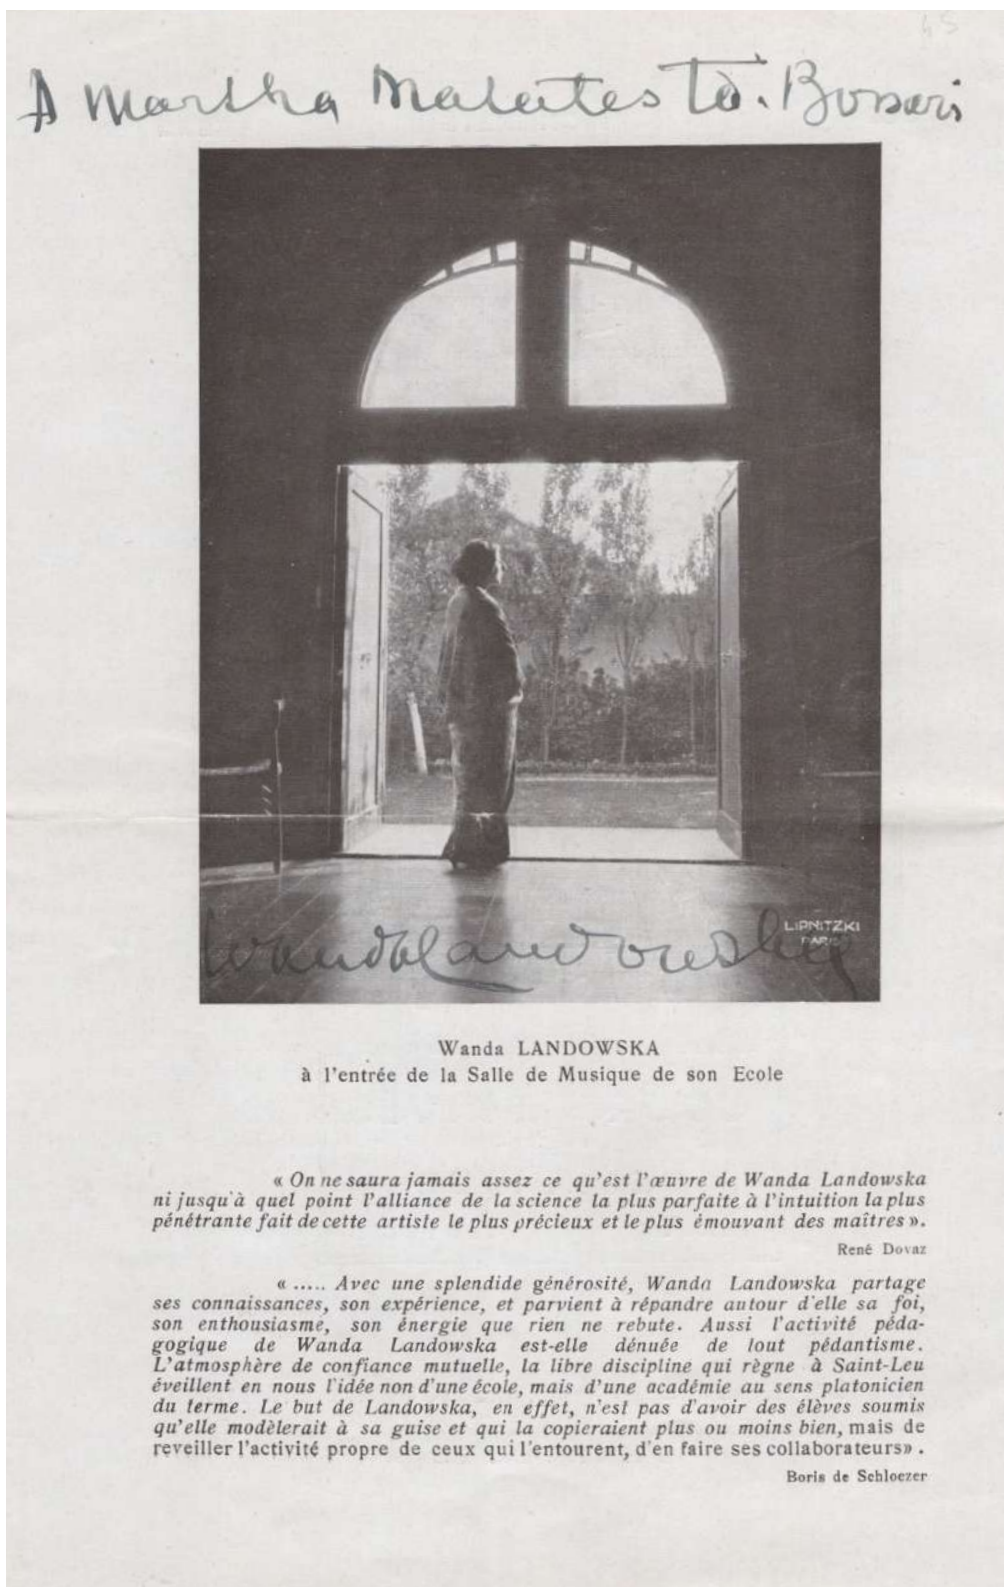 A Martha Malatesta.
LIPNITZKI
PARIS
Wanda Landowska
Wanda LANDOWSKA
à l'entrée de la Salle de Musique de son Ecole
« On ne saura jamais assez ce qu'est l'œuvre de Wanda Landowska
ni jusqu'à quel point l'alliance de la science la plus parfaite à l'intuition la plus
pénétrante fait de cette artiste le plus précieux et le plus émouvant des maîtres ».
René Dovaz
« ..... Avec une splendide générosité, Wanda Landowska partage
ses connaissances, son expérience, et parvient à répandre autour d'elle sa foi,
son enthousiasme, son énergie que rien ne rebute. Aussi l'activité péda-
gogique de Wanda Landowska est-elle dénuée de tout pédantisme.
L'atmosphère de confiance mutuelle, la libre discipline qui règne à Saint-Leu
éveillent en nous l'idée non d'une école, mais d'une académie au sens platonicien
du terme. Le but de Landowska, en effet, n'est pas d'avoir des élèves soumis
qu'elle modèlerait à sa guise et qui la copieraient plus ou moins bien, mais de
reveiller l'activité propre de ceux qui l'entourent, d'en faire ses collaborateurs» .
Boris de Schloezer